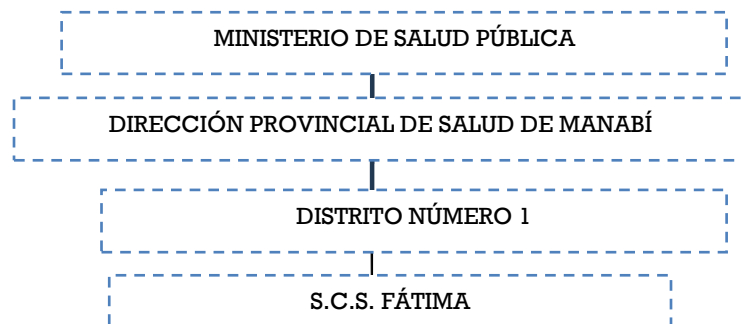 MINISTERIO DE SALUD PÚBLICA
DIRECCIÓN PROVINCIAL DE SALUD DE MANABÍ
DISTRITO NÚMERO 1
S.C.S. FÁTIMA